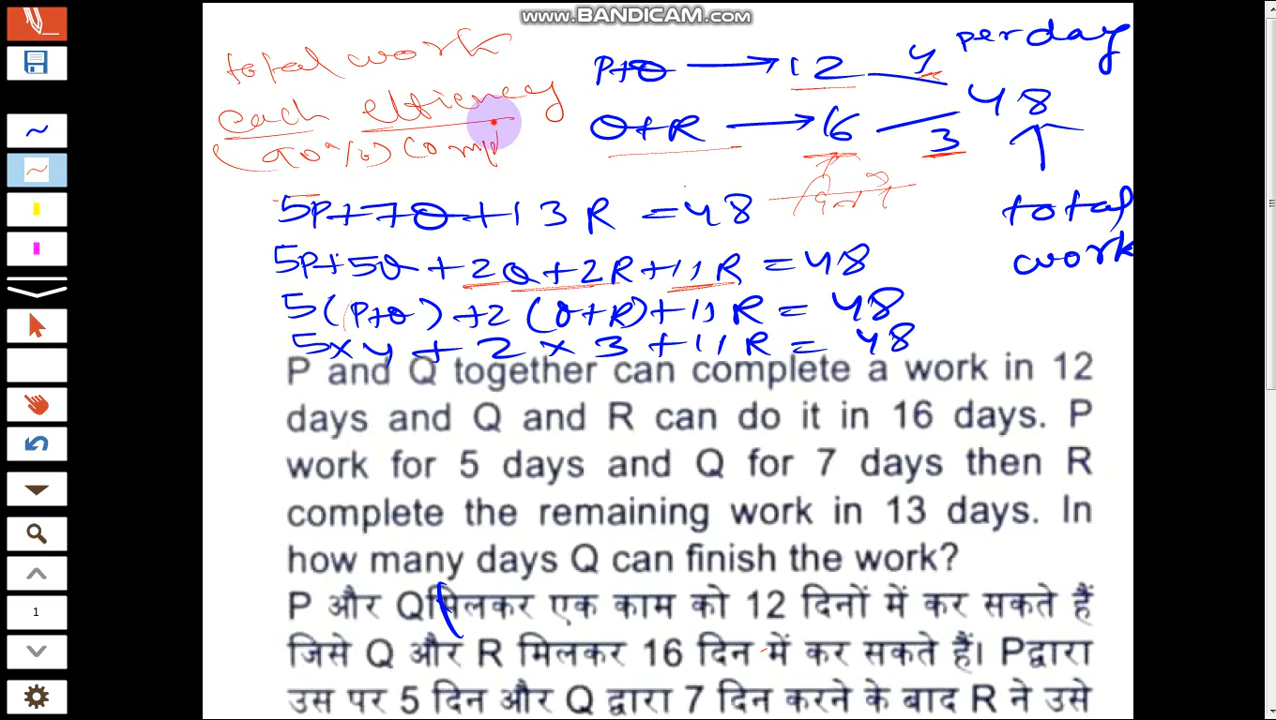 www.BANDICAM.com
total work
each efficiency
(90%) comp
P+Q → 12 4 per day
Q+R → 16 3 48
दिन में
total
work
5P+7Q+13R = 48
5P+5Q+2Q+2R+11R = 48
5(P+Q)+2(Q+R)+11R = 48
5×4+2×3+11R = 48
P and Q together can complete a work in 12
days and Q and R can do it in 16 days. P
work for 5 days and Q for 7 days then R
complete the remaining work in 13 days. In
how many days Q can finish the work?
P और Q मिलकर एक काम को 12 दिनों में कर सकते हैं
जिसे Q और R मिलकर 16 दिन में कर सकते हैं। P द्वारा
उस पर 5 दिन और Q द्वारा 7 दिन करने के बाद R ने उसे
1